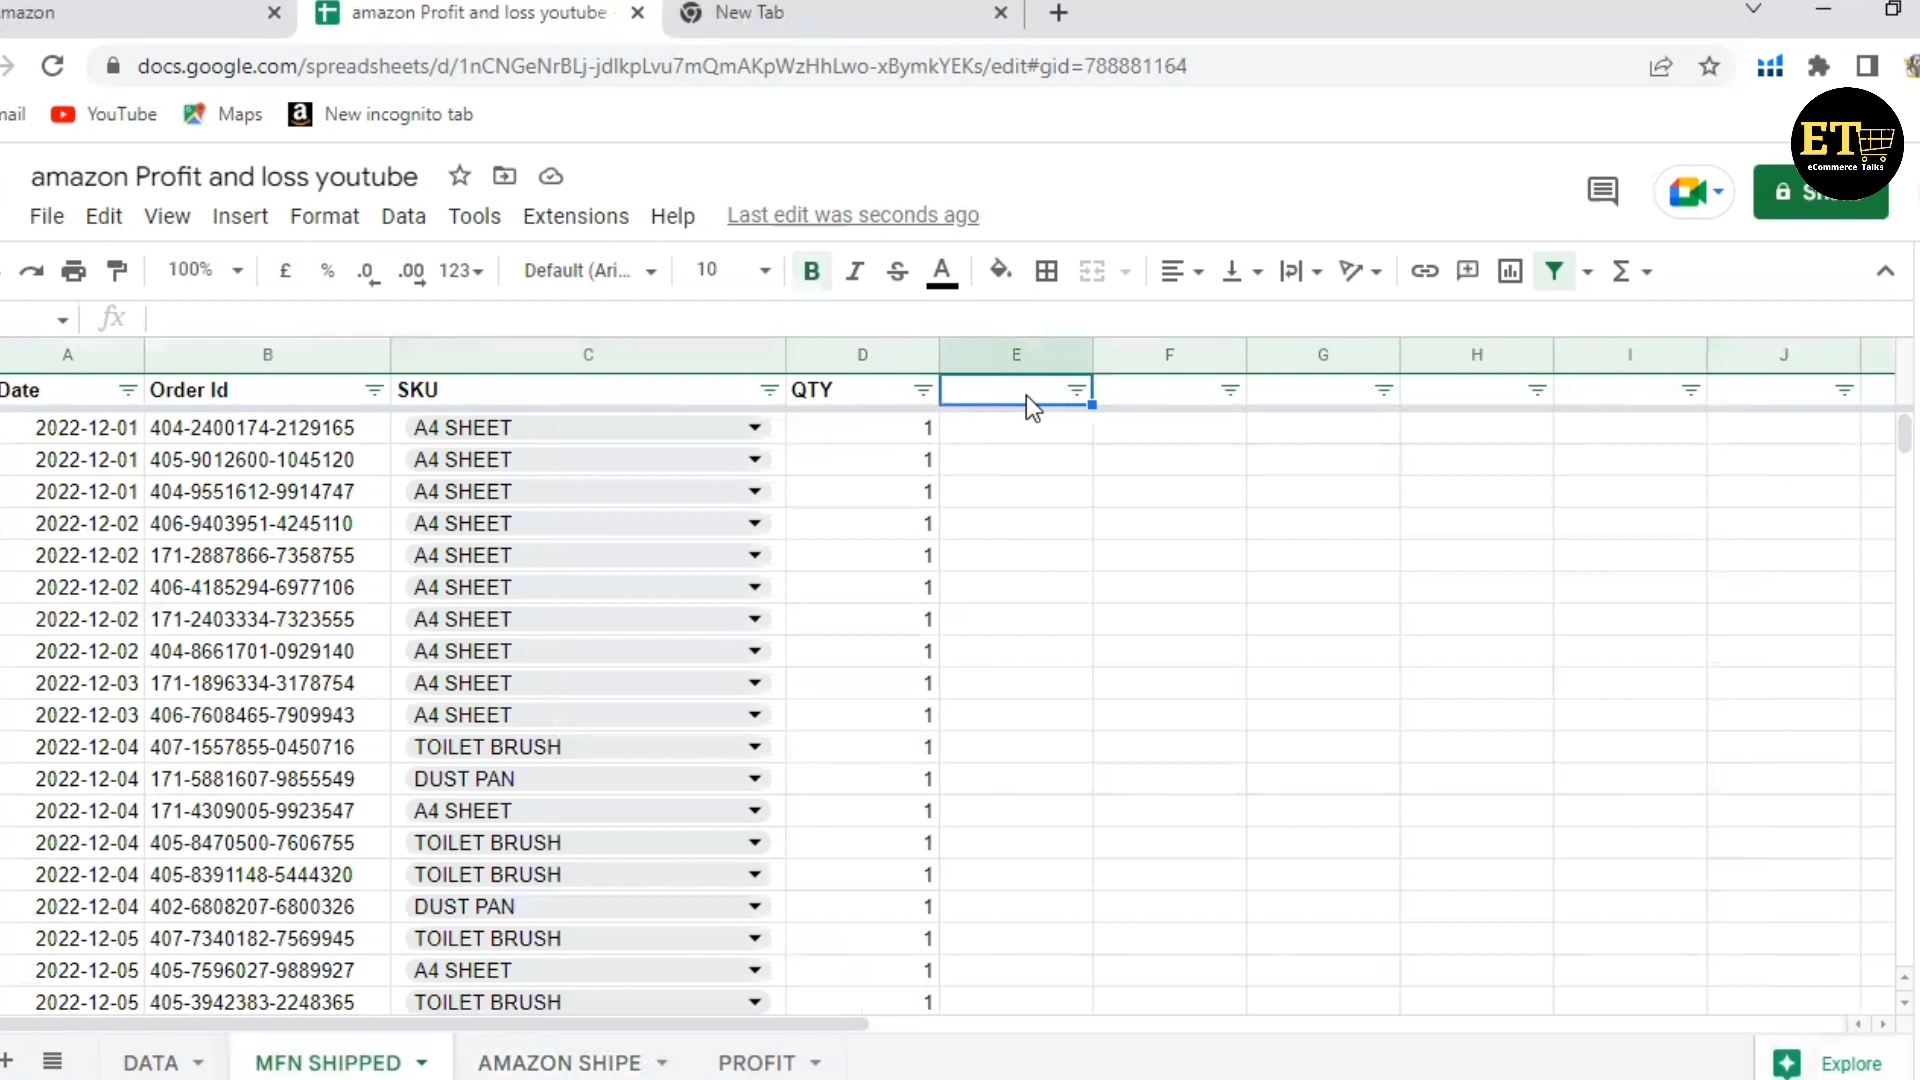 mazon
amazon Profit and loss youtube
New Tab
docs.google.com/spreadsheets/d/1nCNGeNrBLj-jdlkpLvu7mQmAKpWzHhLwo-xBymkYEKs/edit#gid=788881164
mail YouTube Maps New incognito tab
ET
eCommerce Talks
amazon Profit and loss youtube
File Edit View Insert Format Data Tools Extensions Help Last edit was seconds ago
100% £ % .0 .00 123 Default (Ari... 10 B I S A Σ
fx
A B C D E F G H I J
Date Order Id SKU QTY
2022-12-01 404-2400174-2129165 A4 SHEET 1
2022-12-01 405-9012600-1045120 A4 SHEET 1
2022-12-01 404-9551612-9914747 A4 SHEET 1
2022-12-02 406-9403951-4245110 A4 SHEET 1
2022-12-02 171-2887866-7358755 A4 SHEET 1
2022-12-02 406-4185294-6977106 A4 SHEET 1
2022-12-02 171-2403334-7323555 A4 SHEET 1
2022-12-02 404-8661701-0929140 A4 SHEET 1
2022-12-03 171-1896334-3178754 A4 SHEET 1
2022-12-03 406-7608465-7909943 A4 SHEET 1
2022-12-04 407-1557855-0450716 TOILET BRUSH 1
2022-12-04 171-5881607-9855549 DUST PAN 1
2022-12-04 171-4309005-9923547 A4 SHEET 1
2022-12-04 405-8470500-7606755 TOILET BRUSH 1
2022-12-04 405-8391148-5444320 TOILET BRUSH 1
2022-12-04 402-6808207-6800326 DUST PAN 1
2022-12-05 407-7340182-7569945 TOILET BRUSH 1
2022-12-05 405-7596027-9889927 A4 SHEET 1
2022-12-05 405-3942383-2248365 TOILET BRUSH 1
DATA MFN SHIPPED AMAZON SHIPE PROFIT Explore